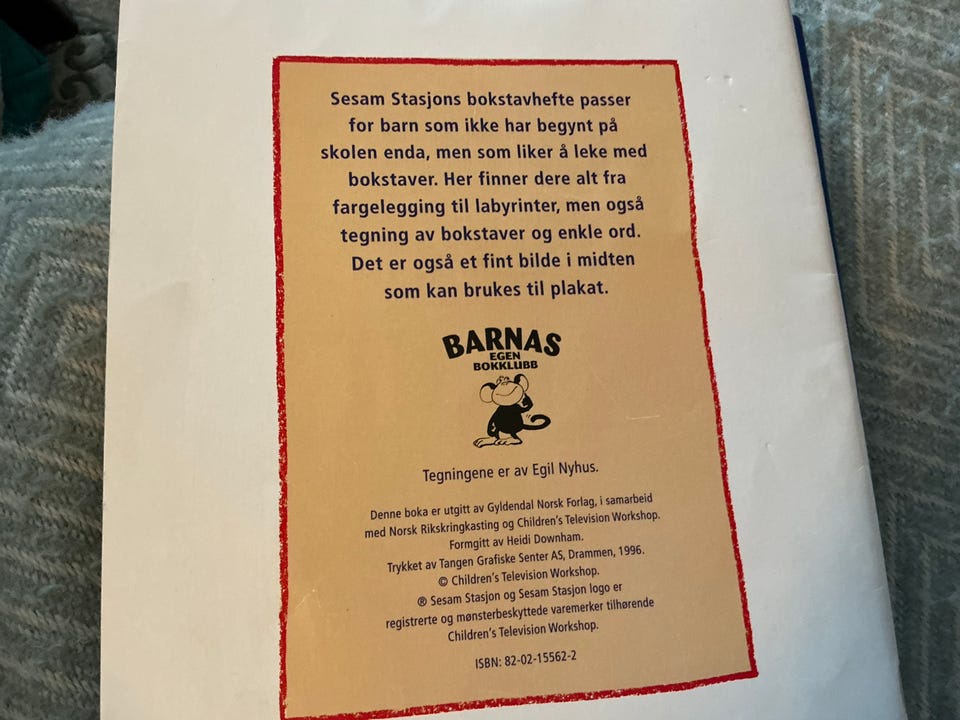 Sesam Stasjons bokstavhefte passer
for barn som ikke har begynt på
skolen enda, men som liker å leke med
bokstaver. Her finner dere alt fra
fargelegging til labyrinter, men også
tegning av bokstaver og enkle ord.
Det er også et fint bilde i midten
som kan brukes til plakat.
BARNAS
EGEN
BOKKLUBB
Tegningene er av Egil Nyhus.
Denne boka er utgitt av Gyldendal Norsk Forlag, i samarbeid
med Norsk Rikskringkasting og Children's Television Workshop.
Formgitt av Heidi Downham.
Trykket av Tangen Grafiske Senter AS, Drammen, 1996.
© Children's Television Workshop.
® Sesam Stasjon og Sesam Stasjon logo er
registrerte og mønsterbeskyttede varemerker tilhørende
Children's Television Workshop.
ISBN: 82-02-15562-2